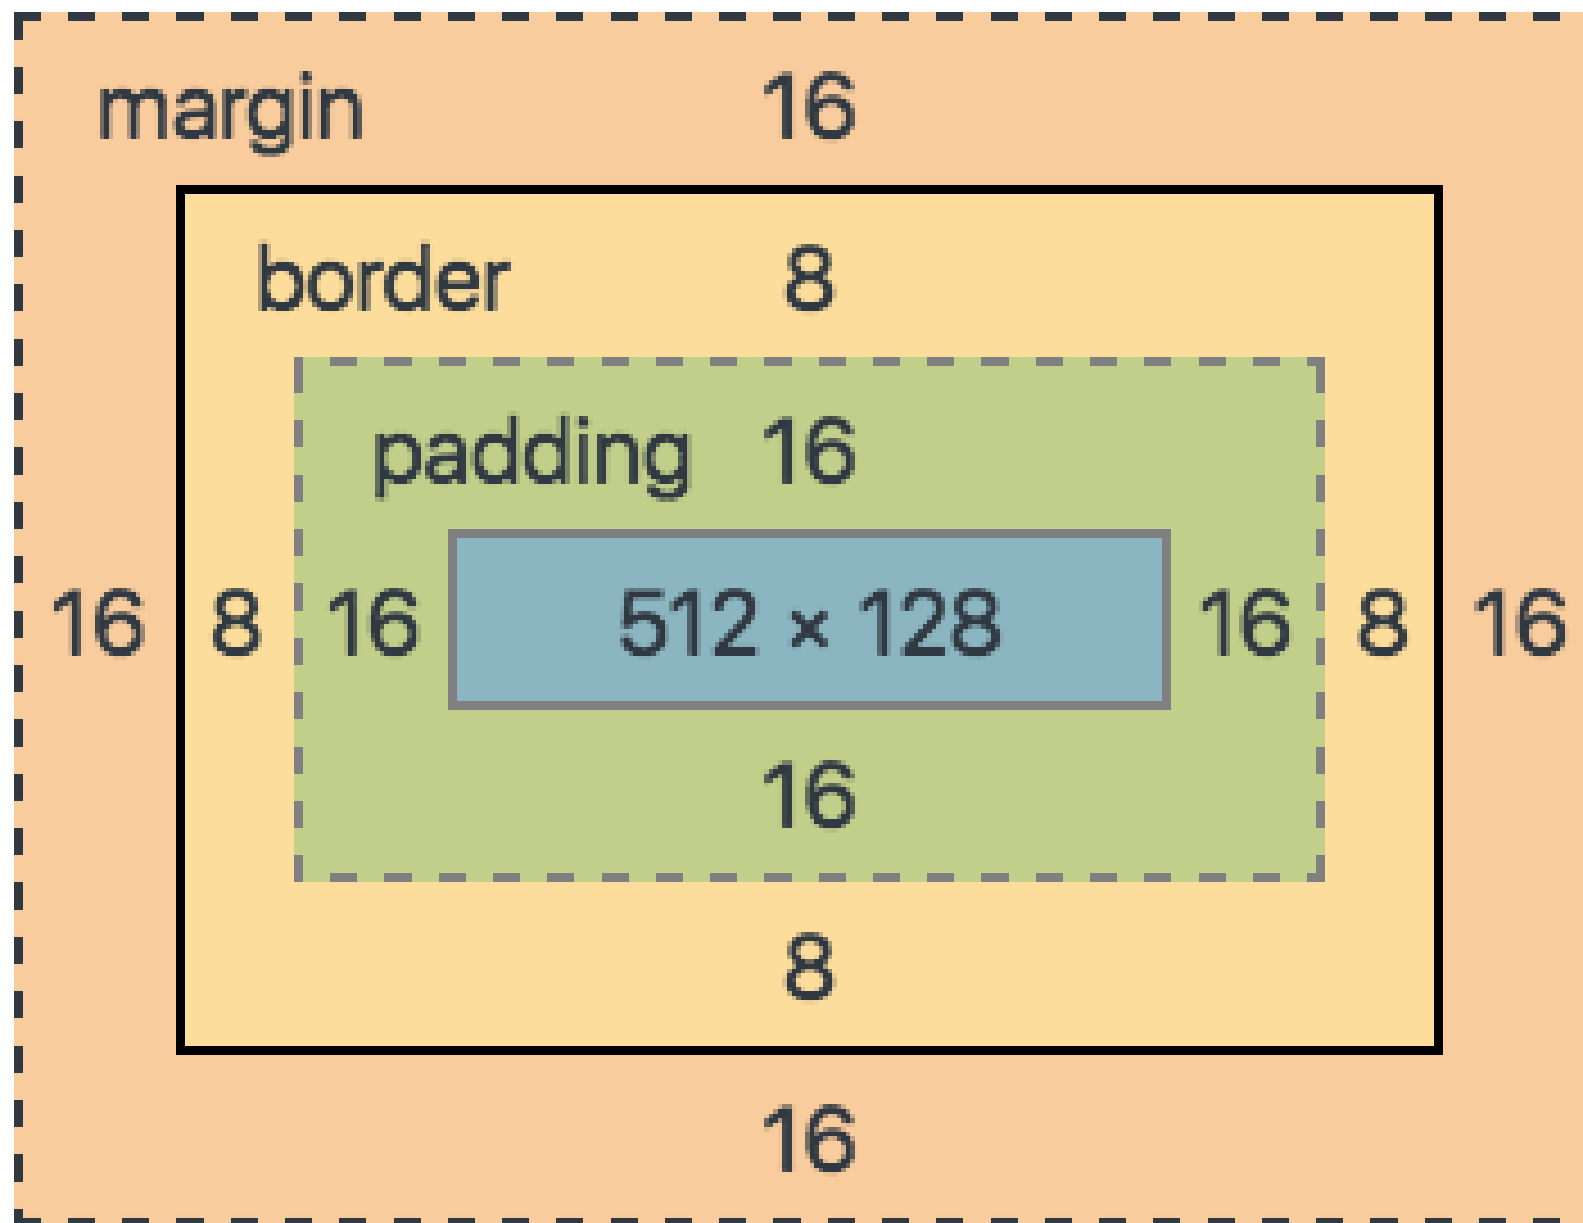 margin 16
border 8
padding 16
16 8 16 512 × 128 16 8 16
16
8
16